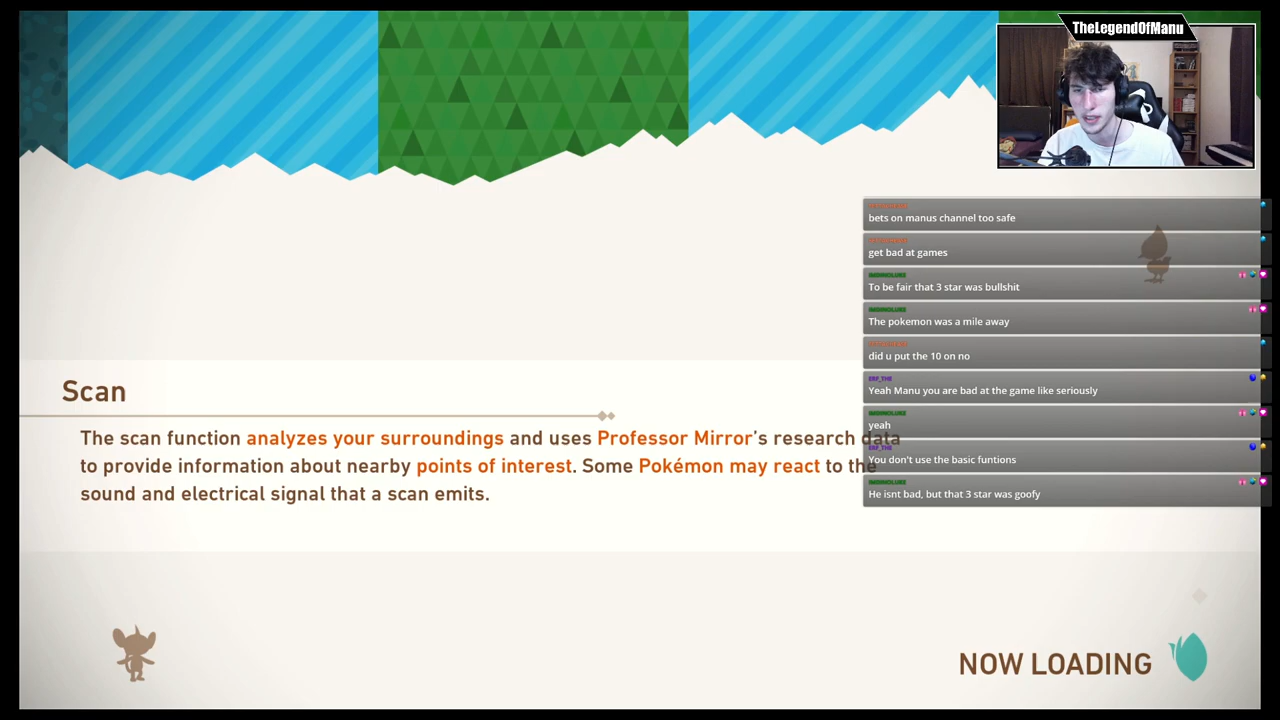 TheLegendOfManu
bets on manus channel too safe
get bad at games
To be fair that 3 star was bullshit
The pokemon was a mile away
did u put the 10 on no
EBF_THE
Yeah Manu you are bad at the game like seriously
yeah
EBF_THE
You don't use the basic funtions
He isnt bad, but that 3 star was goofy
Scan
The scan function analyzes your surroundings and uses Professor Mirror's research data
to provide information about nearby points of interest. Some Pokémon may react to the
sound and electrical signal that a scan emits.
NOW LOADING